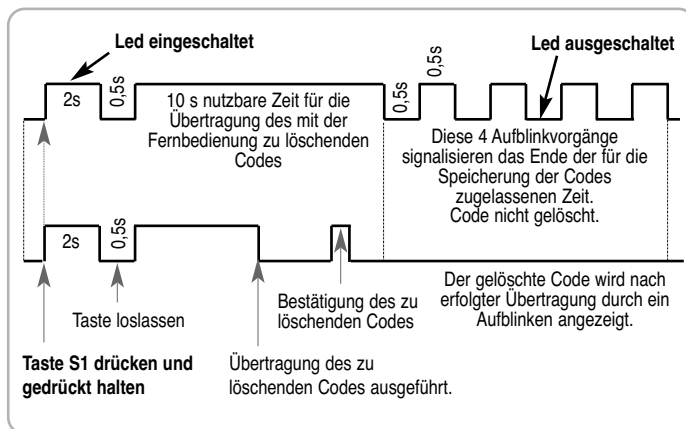 Led eingeschaltet
Led ausgeschaltet
2s
0,5s
10 s nutzbare Zeit für die
Übertragung des mit der
Fernbedienung zu löschenden
Codes
0,5s
0,5s
Diese 4 Aufblinkvorgänge
signalisieren das Ende der für die
Speicherung der Codes
zugelassenen Zeit.
Code nicht gelöscht.
2s
0,5s
Taste loslassen
Bestätigung des zu
löschenden Codes
Der gelöschte Code wird nach
erfolgter Übertragung durch ein
Aufblinken angezeigt.
Taste S1 drücken und
gedrückt halten
Übertragung des zu
löschenden Codes ausgeführt.